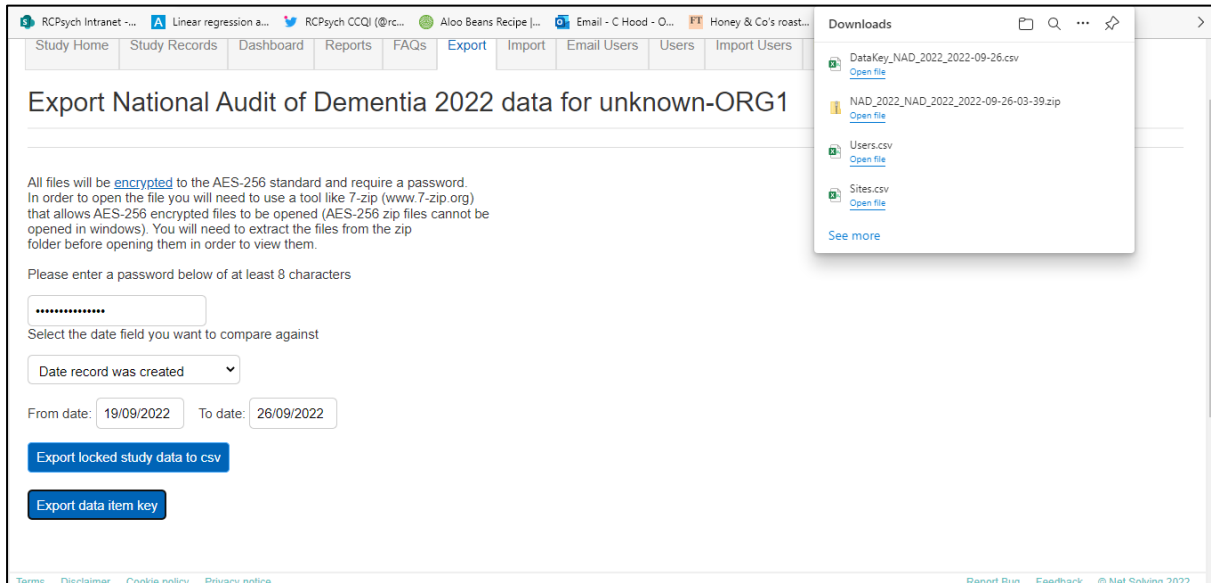 RCPsych Intranet -...
Linear regression a...
RCPsych CCQI (@rc...
Aloo Beans Recipe |...
Email - C Hood - O...
FT Honey & Co's roast...
Study Home Study Records Dashboard Reports FAQs Export Import Email Users Users Import Users
Export National Audit of Dementia 2022 data for unknown-ORG1
All files will be encrypted to the AES-256 standard and require a password.
In order to open the file you will need to use a tool like 7-zip (www.7-zip.org)
that allows AES-256 encrypted files to be opened (AES-256 zip files cannot be
opened in windows). You will need to extract the files from the zip
folder before opening them in order to view them.
Please enter a password below of at least 8 characters
Select the date field you want to compare against
Date record was created
From date: 19/09/2022 To date: 26/09/2022
Export locked study data to csv
Export data item key
Downloads
DataKey_NAD_2022_2022-09-26.csv
Open file
NAD_2022_NAD_2022_2022-09-26-03-39.zip
Open file
Users.csv
Open file
Sites.csv
Open file
See more
Terms Disclaimer Cookie policy Privacy notice
Report Bug Feedback © Net Solving 2022